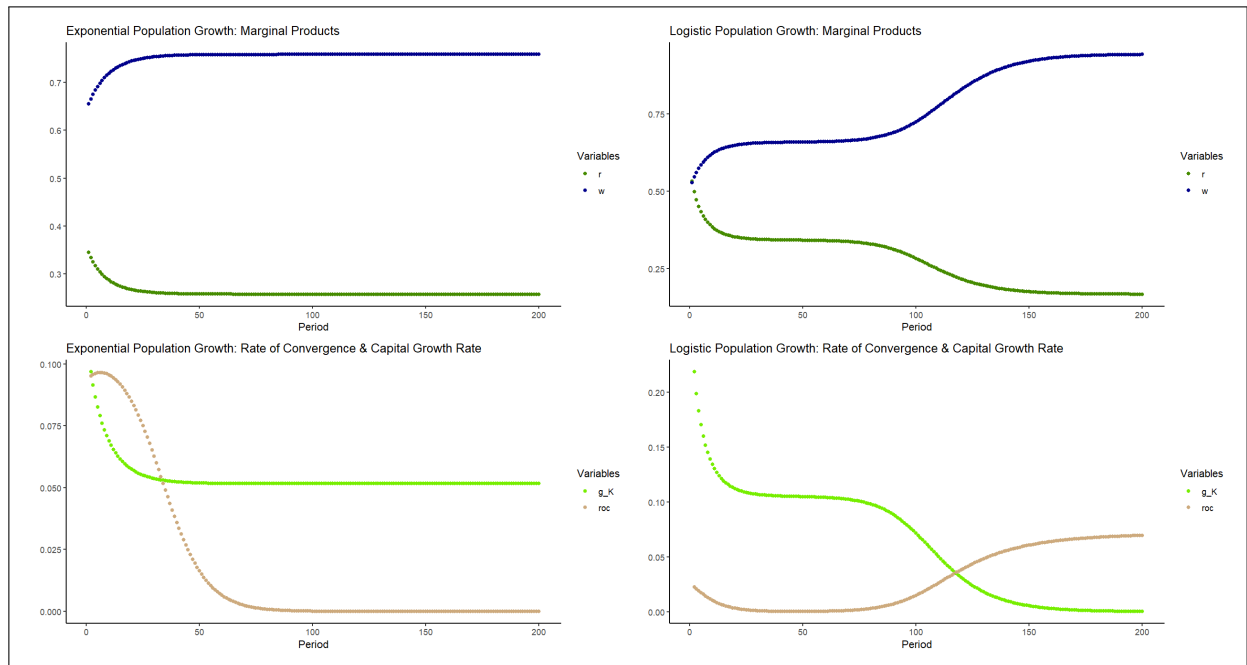 Exponential Population Growth: Marginal Products
0.7
0.6
0.5
0.4
0.3
0
50
100
150
200
Period
Variables
r
w
Logistic Population Growth: Marginal Products
0.75
0.50
0.25
0
50
100
150
200
Period
Variables
r
w
Exponential Population Growth: Rate of Convergence & Capital Growth Rate
0.100
0.075
0.050
0.025
0.000
0
50
100
150
200
Period
Variables
g_K
roc
Logistic Population Growth: Rate of Convergence & Capital Growth Rate
0.20
0.15
0.10
0.05
0.00
0
50
100
150
200
Period
Variables
g_K
roc